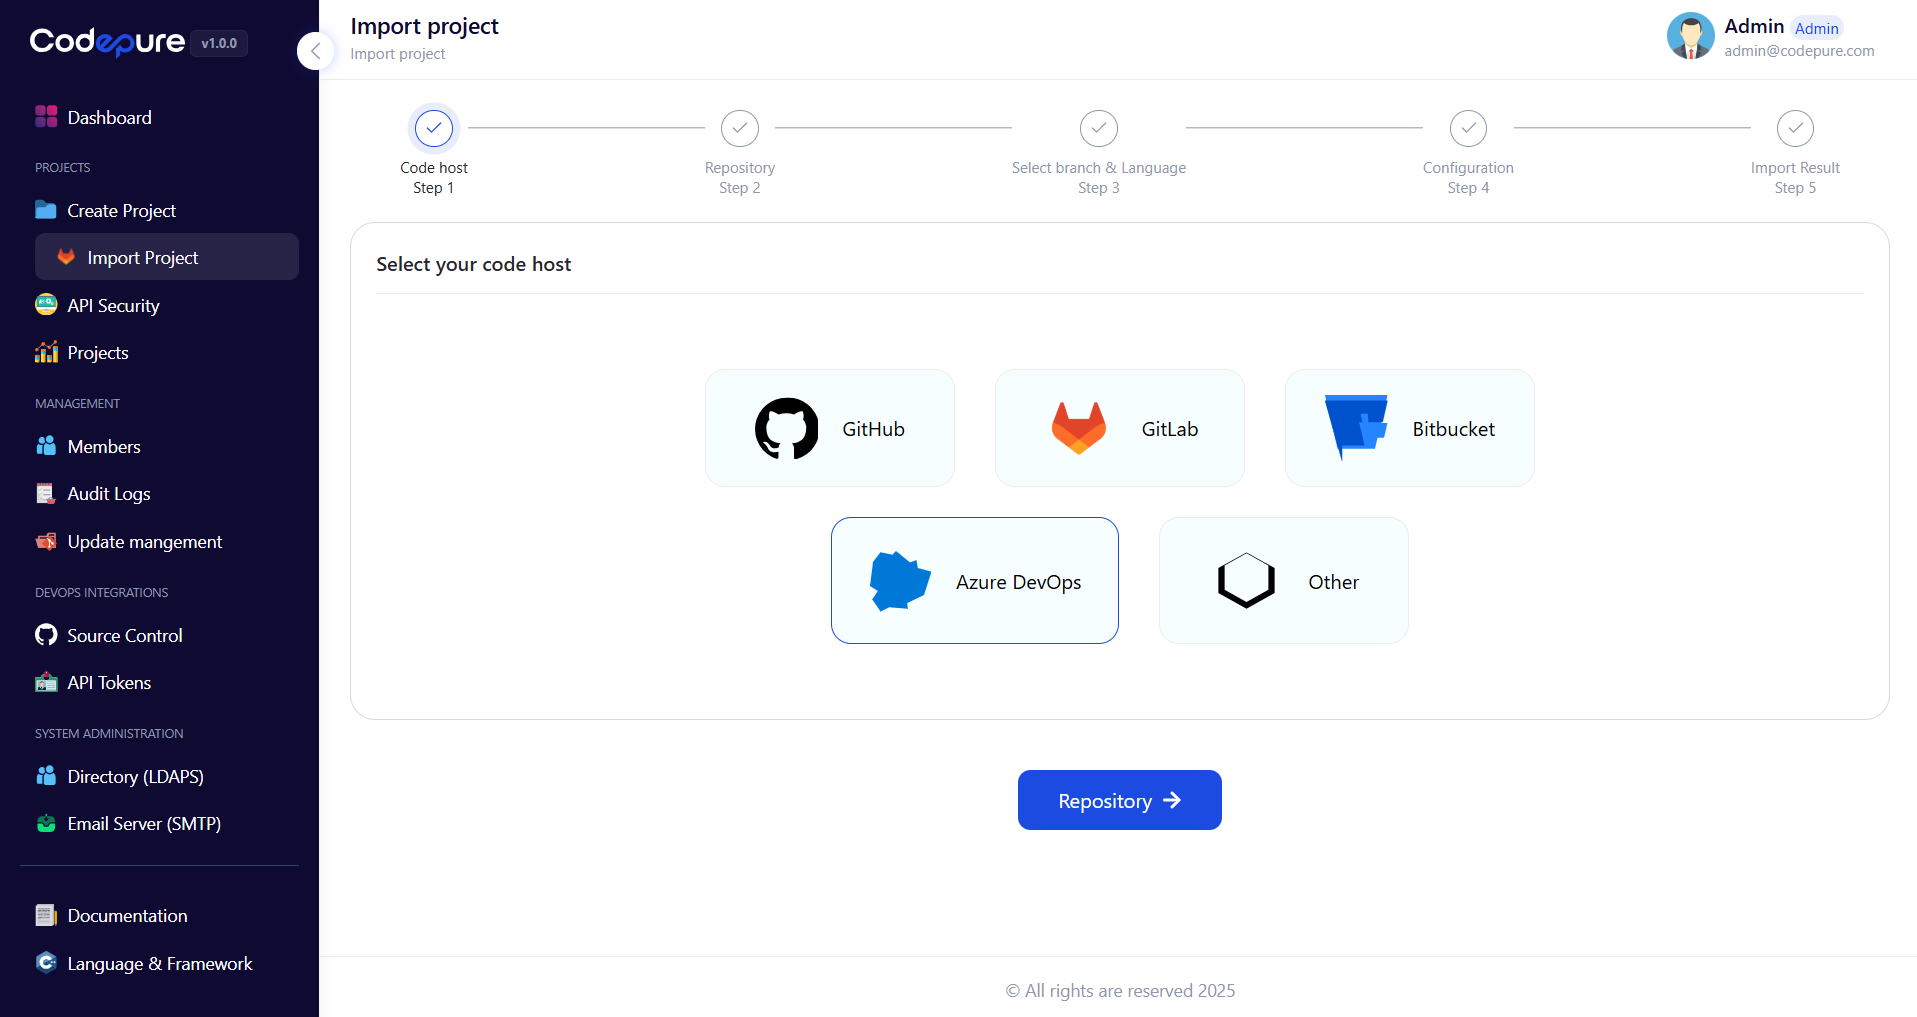 Codepure v1.0.0
Dashboard
PROJECTS
Create Project
Import Project
API Security
Projects
MANAGEMENT
Members
Audit Logs
Update mangement
DEVOPS INTEGRATIONS
Source Control
API Tokens
SYSTEM ADMINISTRATION
Directory (LDAPS)
Email Server (SMTP)
Documentation
Language & Framework
Import project
Import project
Admin Admin
admin@codepure.com
Code host
Step 1
Repository
Step 2
Select branch & Language
Step 3
Configuration
Step 4
Import Result
Step 5
Select your code host
GitHub
GitLab
Bitbucket
Azure DevOps
Other
Repository
© All rights are reserved 2025